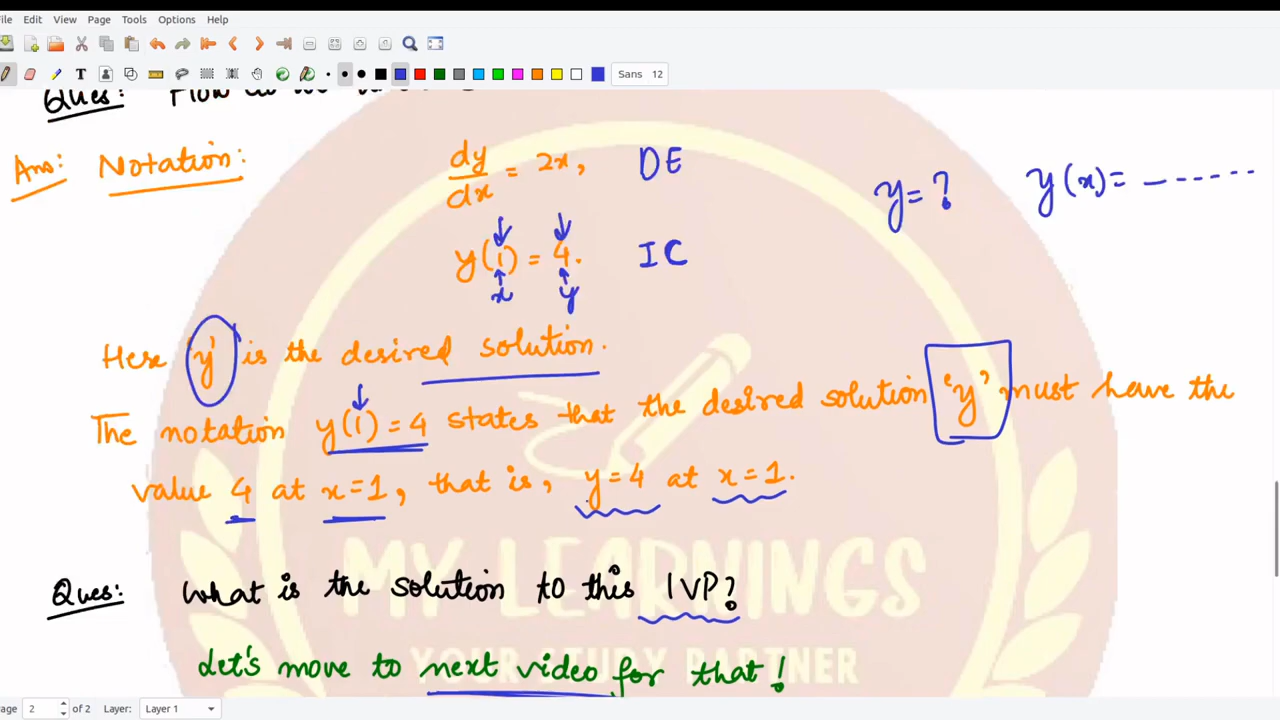 File Edit View Page Tools Options Help
Sans 12
Ques:
Ans: Notation: dy/dx = 2x, DE
y = ? y(x) = - - - - - -
y(1) = 4. IC
x y
Here 'y' is the desired solution.
The notation y(1) = 4 states that the desired solution 'y' must have the
value 4 at x=1, that is, y=4 at x=1.
MY LEARNINGS
Ques: What is the solution to this IVP?
YOUR STUDY PARTNER
Let's move to next video for that!
Page 2 of 2 Layer: Layer 1